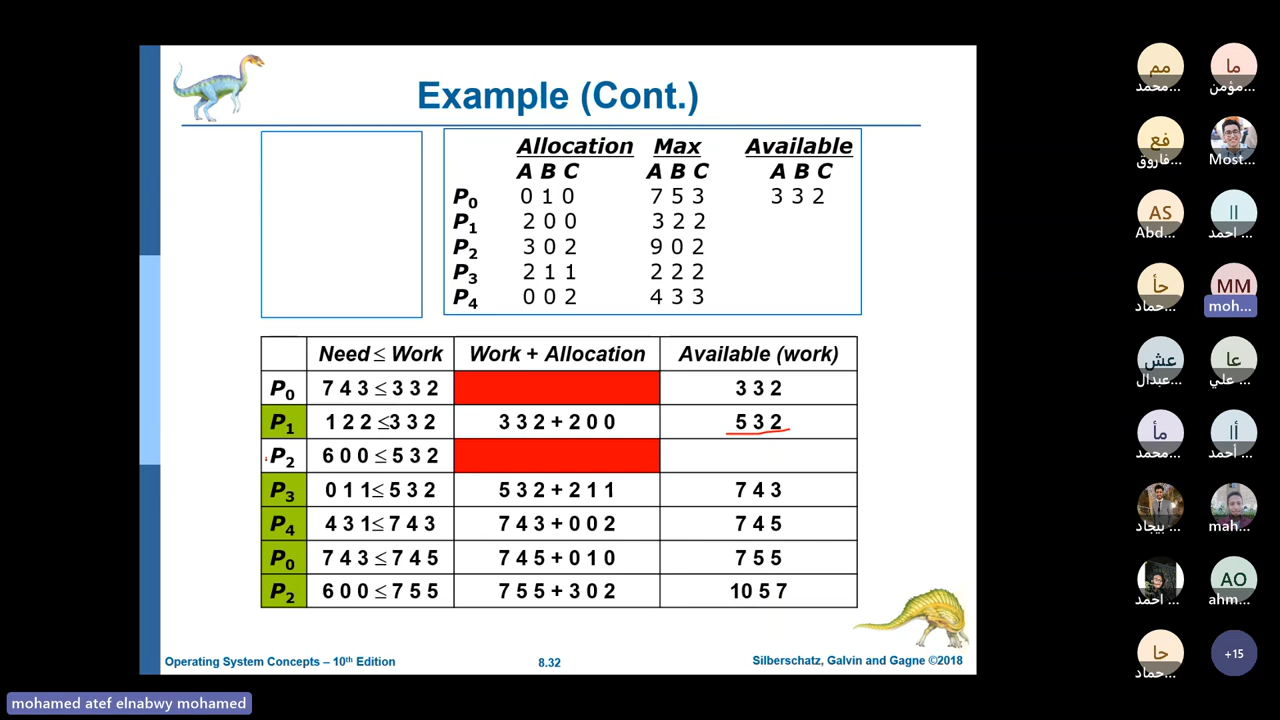 Example (Cont.)
Allocation Max Available
A B C A B C A B C
P0 0 1 0 7 5 3 3 3 2
P1 2 0 0 3 2 2
P2 3 0 2 9 0 2
P3 2 1 1 2 2 2
P4 0 0 2 4 3 3
Need ≤ Work Work + Allocation Available (work)
P0 7 4 3 ≤ 3 3 2 3 3 2
P1 1 2 2 ≤3 3 2 3 3 2 + 2 0 0 5 3 2
P2 6 0 0 ≤ 5 3 2
P3 0 1 1≤ 5 3 2 5 3 2 + 2 1 1 7 4 3
P4 4 3 1≤ 7 4 3 7 4 3 + 0 0 2 7 4 5
P0 7 4 3 ≤ 7 4 5 7 4 5 + 0 1 0 7 5 5
P2 6 0 0 ≤ 7 5 5 7 5 5 + 3 0 2 10 5 7
Operating System Concepts – 10th Edition 8.32 Silberschatz, Galvin and Gagne ©2018
mohamed atef elnabwy mohamed
مم ما
محمد... مؤمن...
فع
فاروق... Most...
AS اا
Abd... احمد...
حأ MM
حماد... moh...
عش عا
عبدال... علي...
مأ أا
محمد... أحمد...
بيجاد... mah...
AO
احمد... ahm...
حا +15
حماد...